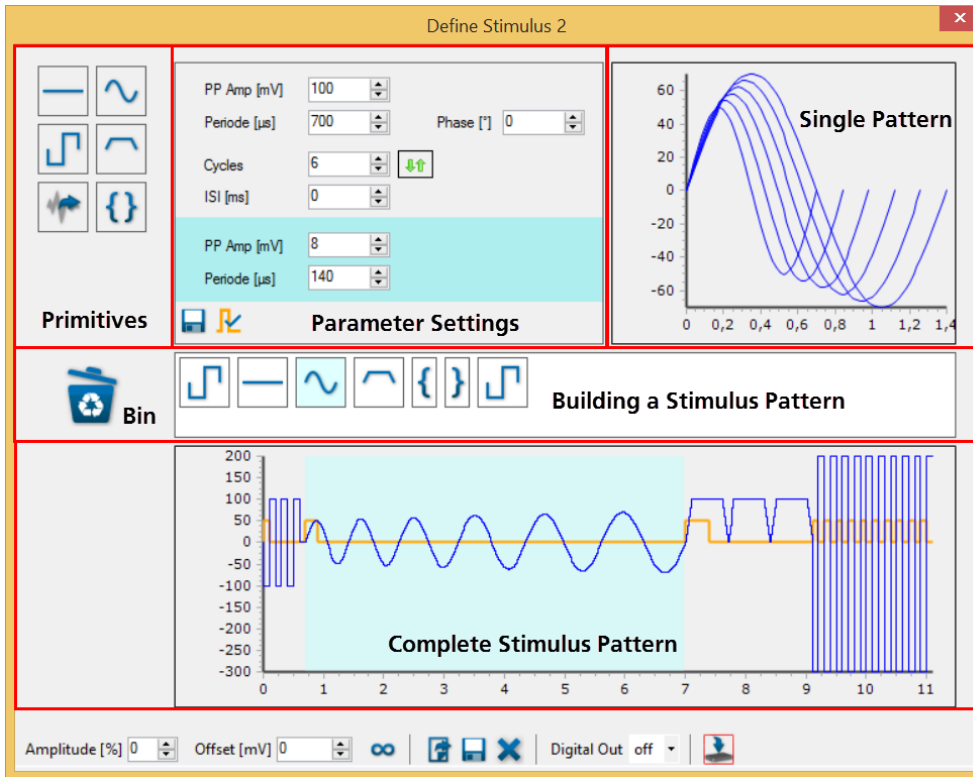 Define Stimulus 2
x
PP Amp [mV] 100
Periode [µs] 700 Phase [°] 0
Cycles 6
ISI [ms] 0
PP Amp [mV] 8
Periode [µs] 140
Primitives
Parameter Settings
60
40
20
0
-20
-40
-60
0 0,2 0,4 0,6 0,8 1 1,2 1,4
Single Pattern
Bin
{ }
Building a Stimulus Pattern
200
150
100
50
0
-50
-100
-150
-200
-250
-300
0 1 2 3 4 5 6 7 8 9 10 11
Complete Stimulus Pattern
Amplitude [%] 0 Offset [mV] 0 ∞ Digital Out off